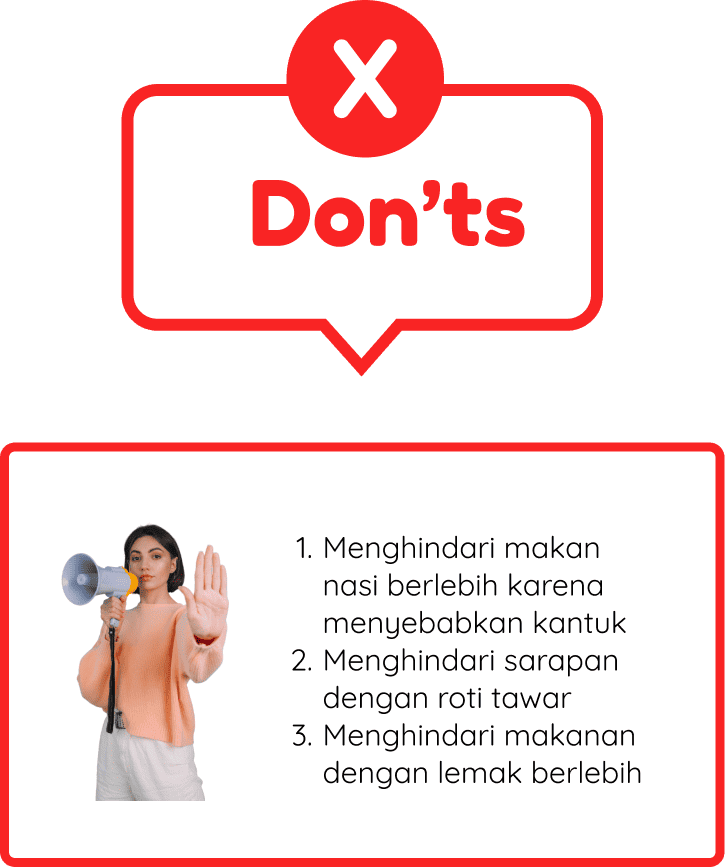 X
Don’ts
1. Menghindari makan
nasi berlebih karena
menyebabkan kantuk
2. Menghindari sarapan
dengan roti tawar
3. Menghindari makanan
dengan lemak berlebih